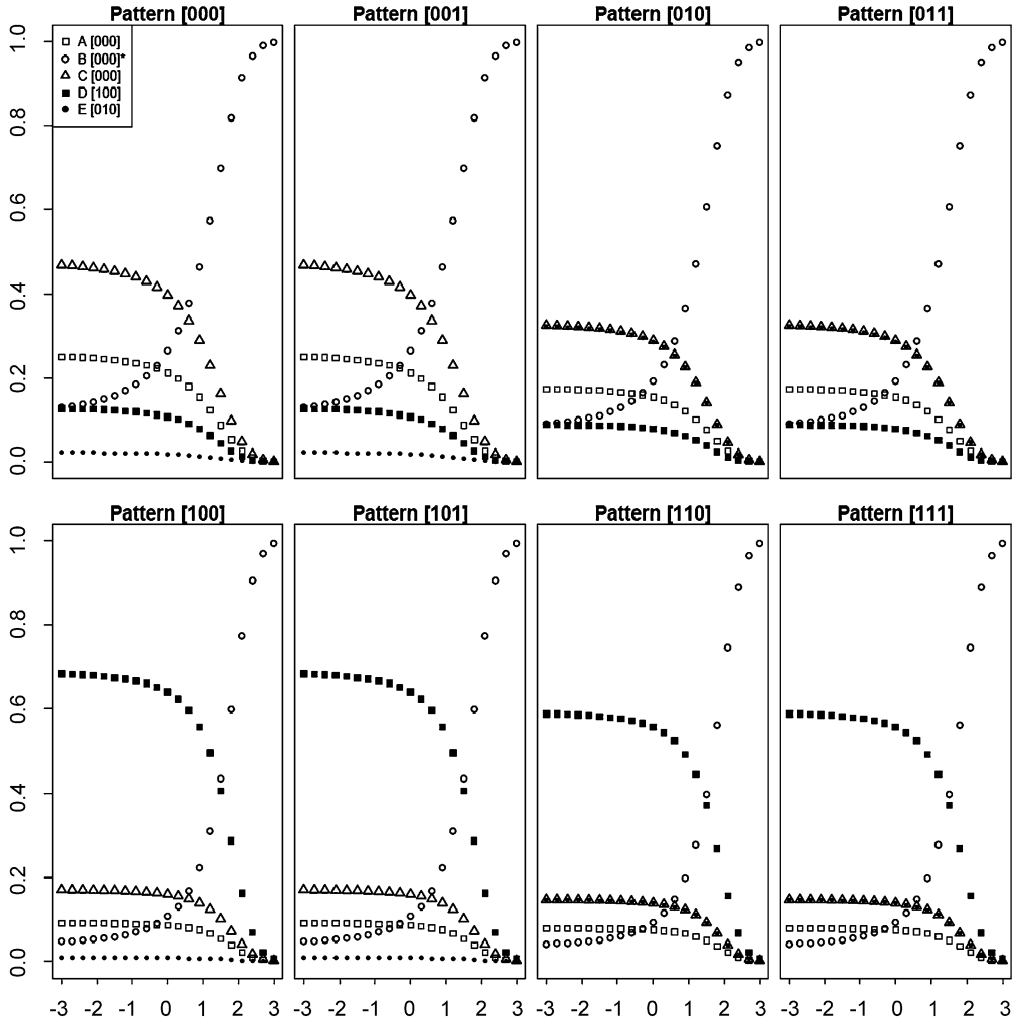 Pattern [000] Pattern [001] Pattern [010] Pattern [011]
A [000]
B [000]*
C [000]
D [100]
E [010]
1.0
0.8
0.6
0.4
0.2
0.0
Pattern [100] Pattern [101] Pattern [110] Pattern [111]
1.0
0.8
0.6
0.4
0.2
0.0
-3 -2 -1 0 1 2 3 -3 -2 -1 0 1 2 3 -3 -2 -1 0 1 2 3 -3 -2 -1 0 1 2 3